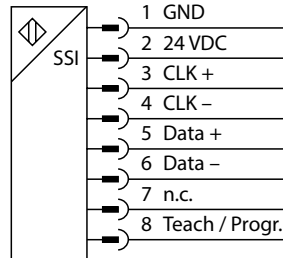 SSI
1 GND
2 24 VDC
3 CLK +
4 CLK –
5 Data +
6 Data –
7 n.c.
8 Teach / Progr.